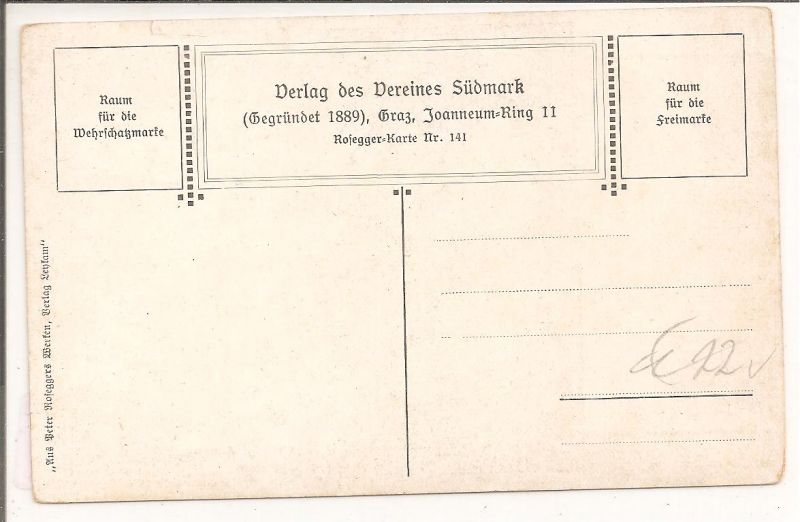 Raum
für die
Wehrschatzmarke
Verlag des Vereines Südmark
(Gegründet 1889), Graz, Joanneum-Ring 11
Rosegger-Karte Nr. 141
Raum
für die
Freimarke
„Aus Peter Roseggers Werken, Verlag Leykam"